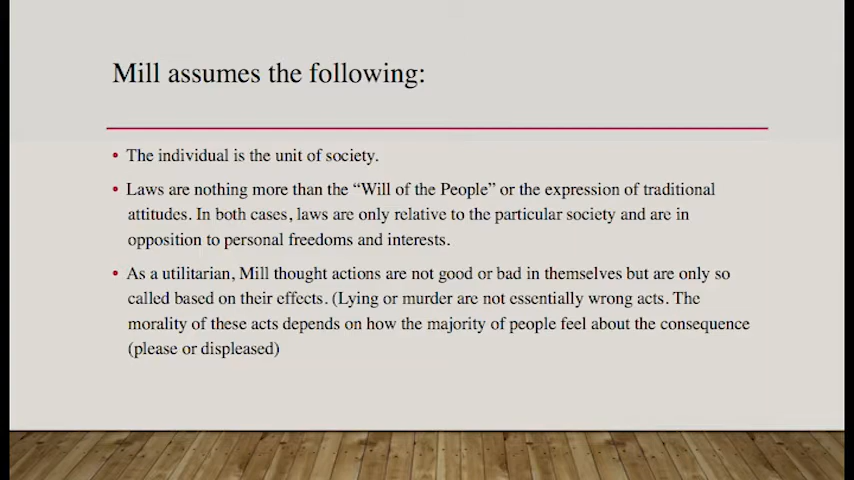 Mill assumes the following:
• The individual is the unit of society.
• Laws are nothing more than the “Will of the People” or the expression of traditional
attitudes. In both cases, laws are only relative to the particular society and are in
opposition to personal freedoms and interests.
• As a utilitarian, Mill thought actions are not good or bad in themselves but are only so
called based on their effects. (Lying or murder are not essentially wrong acts. The
morality of these acts depends on how the majority of people feel about the consequence
(please or displeased)